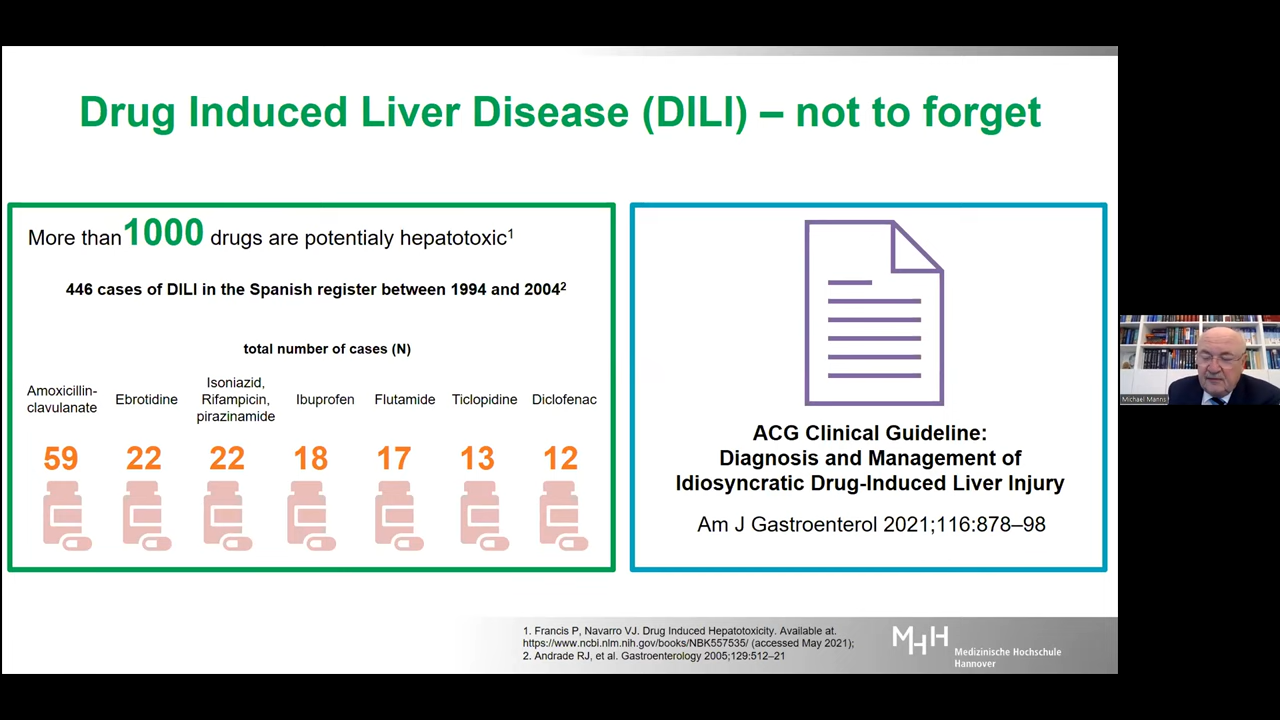 Drug Induced Liver Disease (DILI) – not to forget
More than 1000 drugs are potentialy hepatotoxic1
446 cases of DILI in the Spanish register between 1994 and 20042
total number of cases (N)
Amoxicillin-
clavulanate
Ebrotidine
Isoniazid,
Rifampicin,
pirazinamide
Ibuprofen
Flutamide
Ticlopidine
Diclofenac
59
22
22
18
17
13
12
ACG Clinical Guideline:
Diagnosis and Management of
Idiosyncratic Drug-Induced Liver Injury
Am J Gastroenterol 2021;116:878–98
Michael Manns
1. Francis P, Navarro VJ. Drug Induced Hepatotoxicity. Available at.
https://www.ncbi.nlm.nih.gov/books/NBK557535/ (accessed May 2021);
2. Andrade RJ, et al. Gastroenterology 2005;129:512–21
MHH
Medizinische Hochschule
Hannover